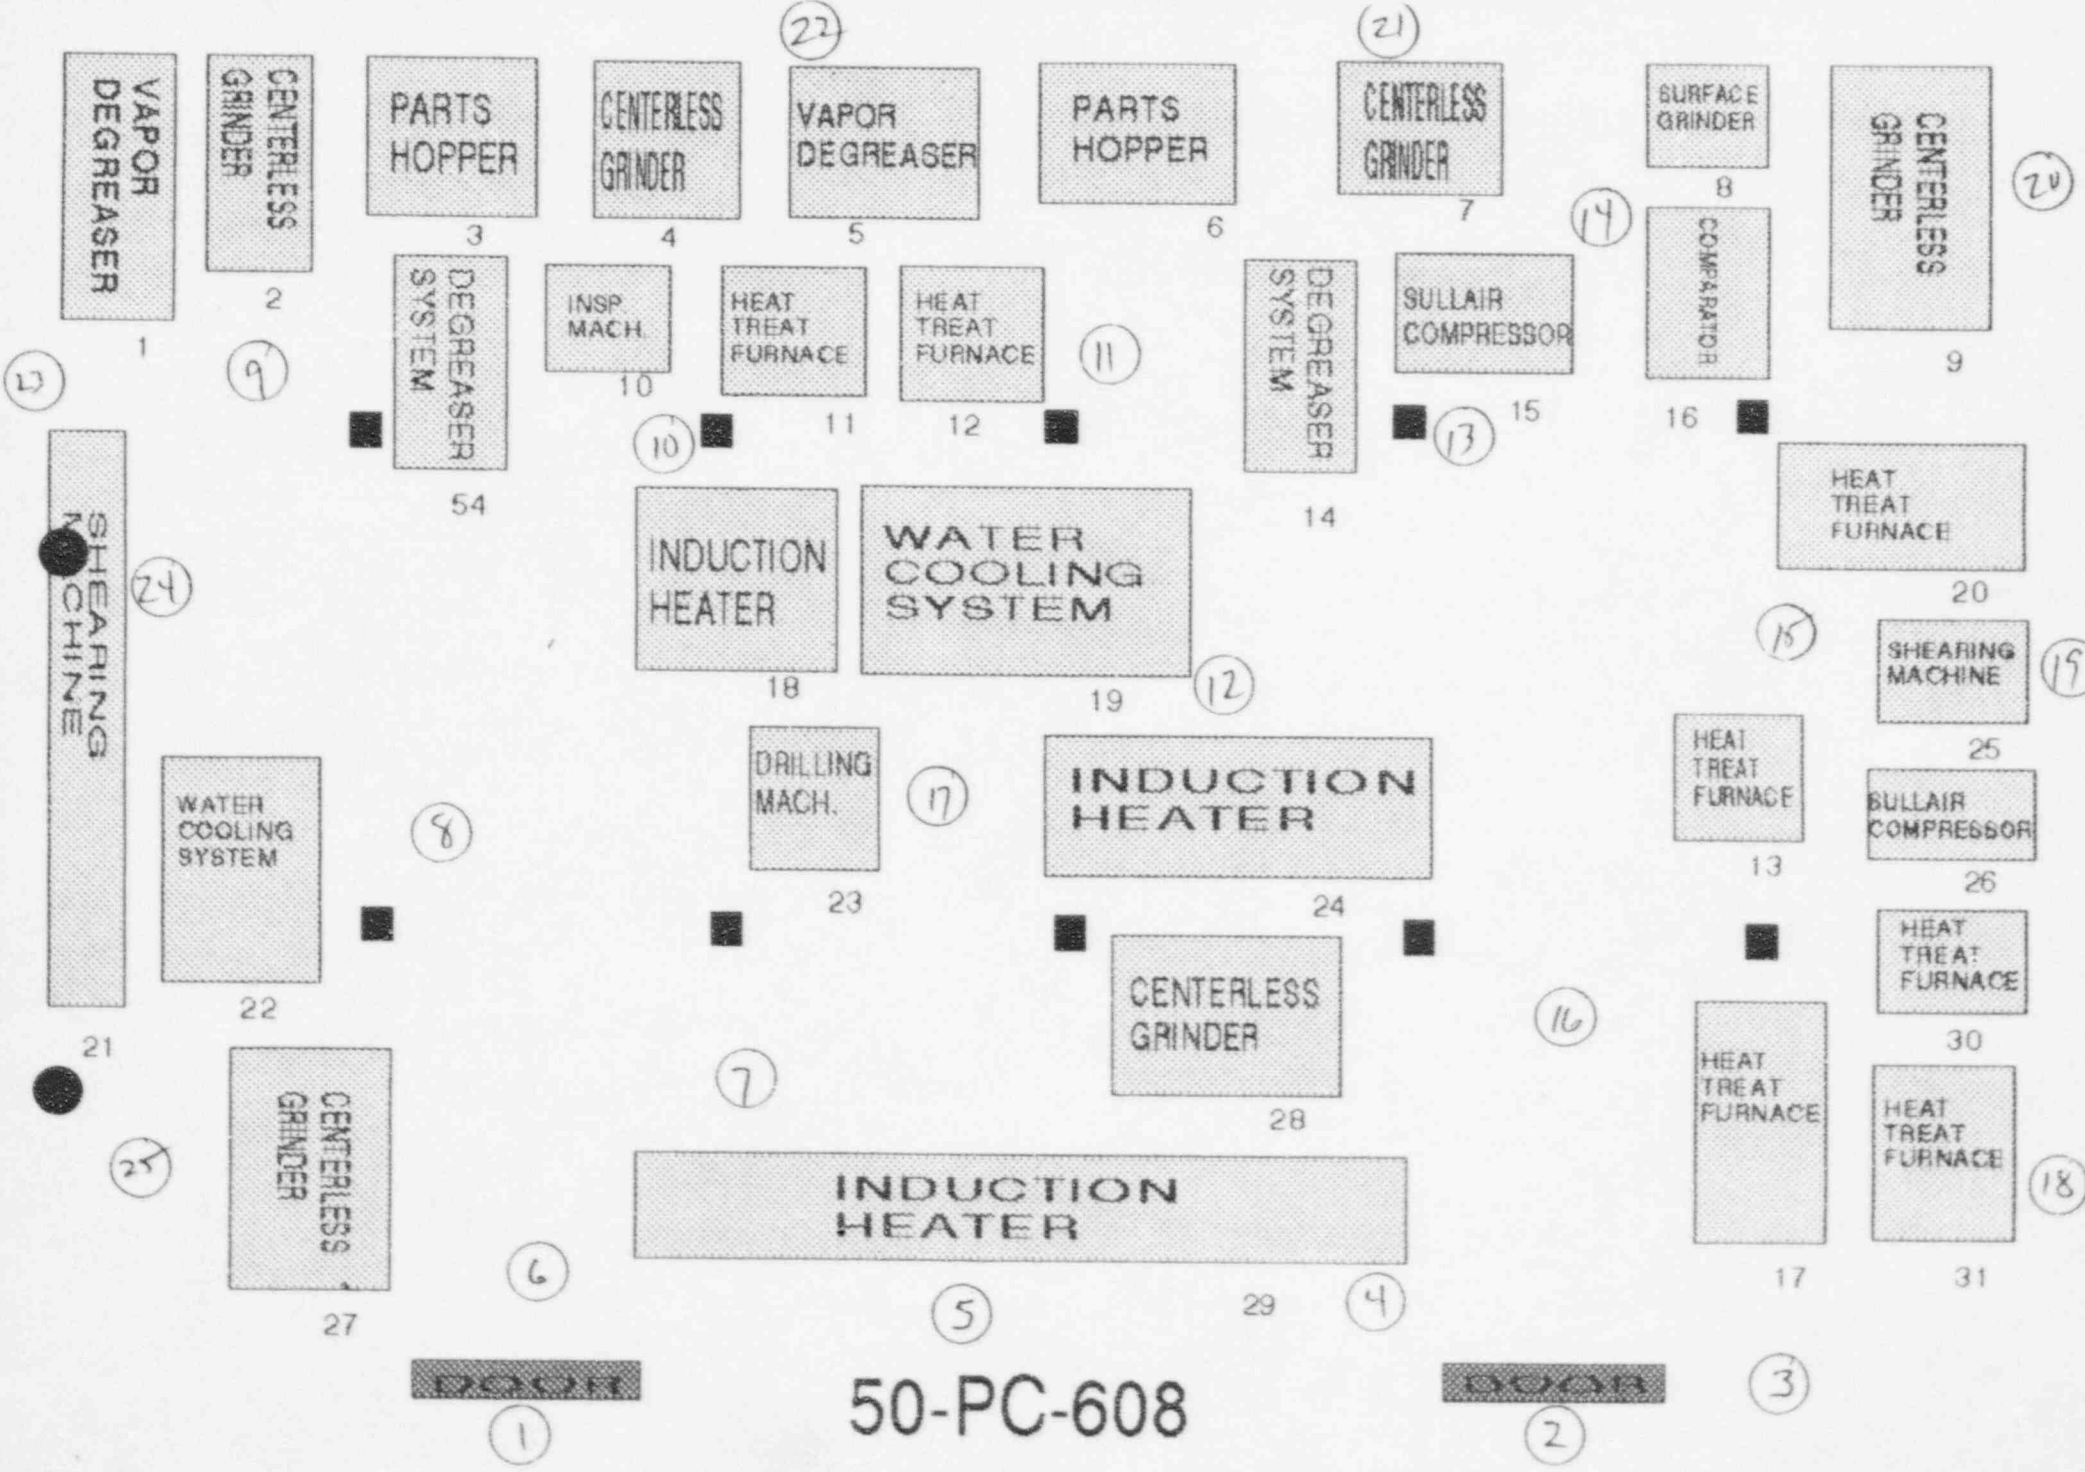 22
21
VAPOR
DEGREASER
1
CENTERLESS
GRINDER
2
PARTS
HOPPER
3
CENTERLESS
GRINDER
4
VAPOR
DEGREASER
5
PARTS
HOPPER
6
CENTERLESS
GRINDER
7
SURFACE
GRINDER
8
CENTERLESS
GRINDER
9
20
14
23
9
DEGREASER
SYSTEM
54
INSP.
MACH.
10
HEAT
TREAT
FURNACE
11
HEAT
TREAT
FURNACE
12
11
10
DEGREASER
SYSTEM
14
SULLAIR
COMPRESSOR
15
13
COMPARATOR
16
HEAT
TREAT
FURNACE
20
SHEARING
MACHINE
21
24
INDUCTION
HEATER
18
WATER
COOLING
SYSTEM
19
12
15
SHEARING
MACHINE
25
19
WATER
COOLING
SYSTEM
22
8
DRILLING
MACH.
23
17
INDUCTION
HEATER
24
HEAT
TREAT
FURNACE
13
SULLAIR
COMPRESSOR
26
CENTERLESS
GRINDER
28
16
HEAT
TREAT
FURNACE
30
25
CENTERLESS
GRINDER
27
7
HEAT
TREAT
FURNACE
17
HEAT
TREAT
FURNACE
31
18
6
INDUCTION
HEATER
29
5
4
DOOR
1
50-PC-608
DOOR
2
3